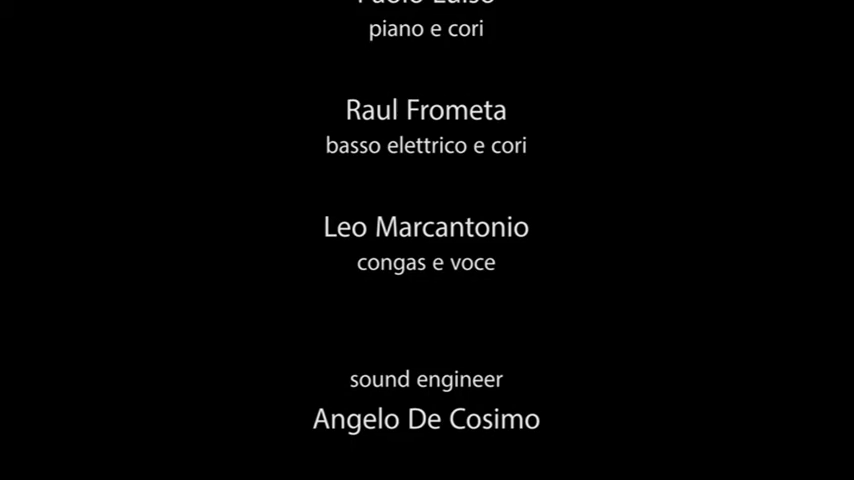 piano e cori
Raul Frometa
basso elettrico e cori
Leo Marcantonio
congas e voce
sound engineer
Angelo De Cosimo